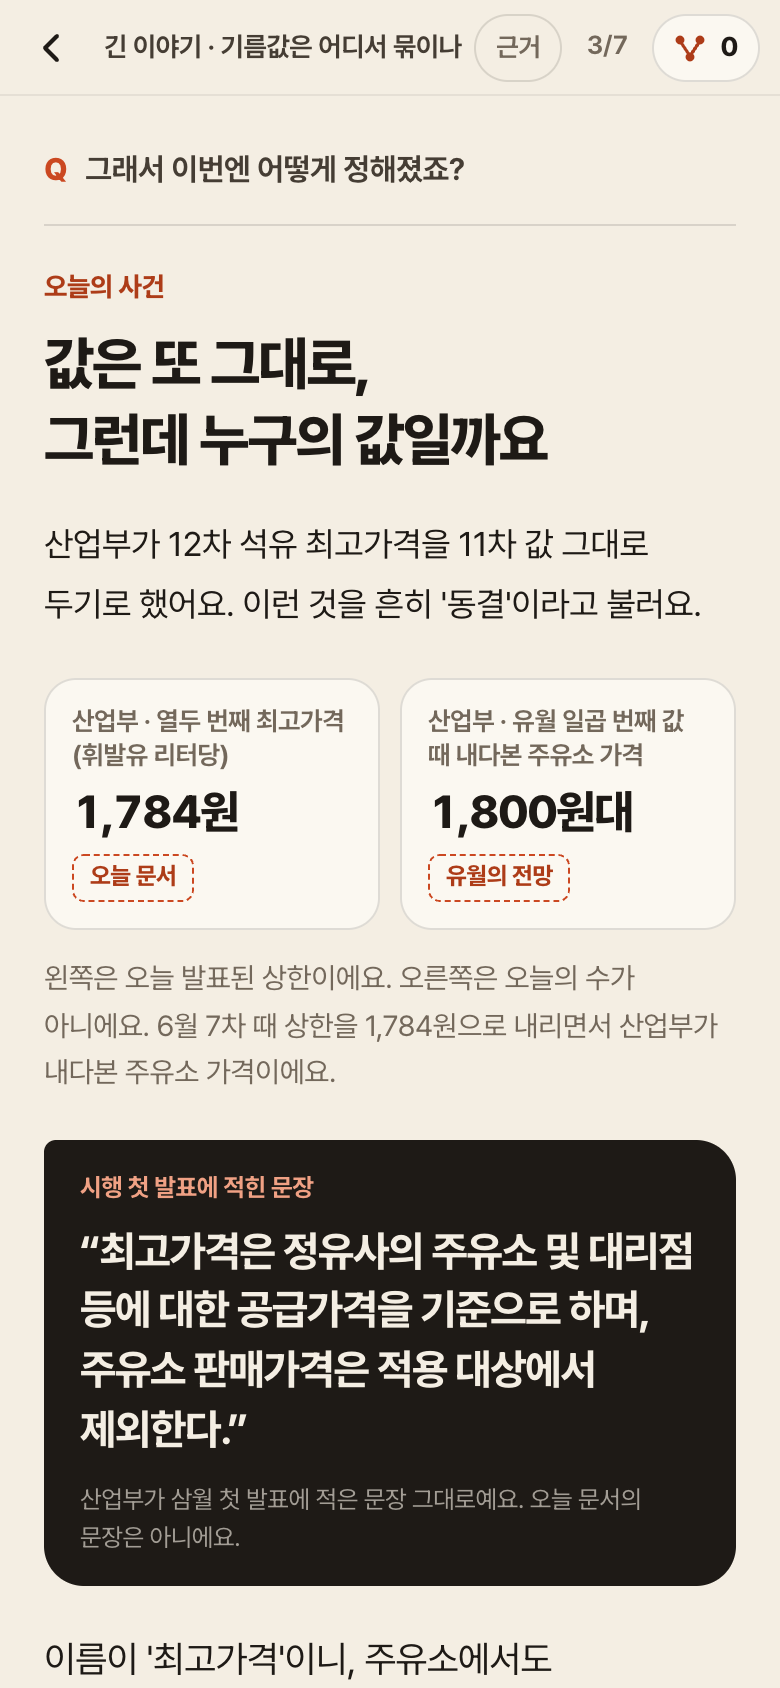 긴 이야기 · 기름값은 어디서 묶이나
근거
3/7
0
Q 그래서 이번엔 어떻게 정해졌죠?
오늘의 사건
값은 또 그대로,
그런데 누구의 값일까요
산업부가 12차 석유 최고가격을 11차 값 그대로
두기로 했어요. 이런 것을 흔히 '동결'이라고 불러요.
산업부 · 열두 번째 최고가격
(휘발유 리터당)
1,784원
오늘 문서
산업부 · 유월 일곱 번째 값
때 내다본 주유소 가격
1,800원대
유월의 전망
왼쪽은 오늘 발표된 상한이에요. 오른쪽은 오늘의 수가
아니에요. 6월 7차 때 상한을 1,784원으로 내리면서 산업부가
내다본 주유소 가격이에요.
시행 첫 발표에 적힌 문장
“최고가격은 정유사의 주유소 및 대리점
등에 대한 공급가격을 기준으로 하며,
주유소 판매가격은 적용 대상에서
제외한다.”
산업부가 삼월 첫 발표에 적은 문장 그대로예요. 오늘 문서의
문장은 아니에요.
이름이 '최고가격'이니, 주유소에서도